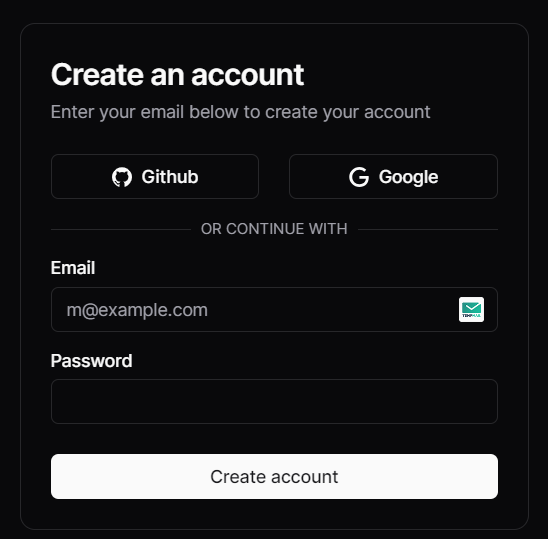 Create an account
Enter your email below to create your account
Github
Google
OR CONTINUE WITH
Email
m@example.com
TEMPMAIL
Password
Create account